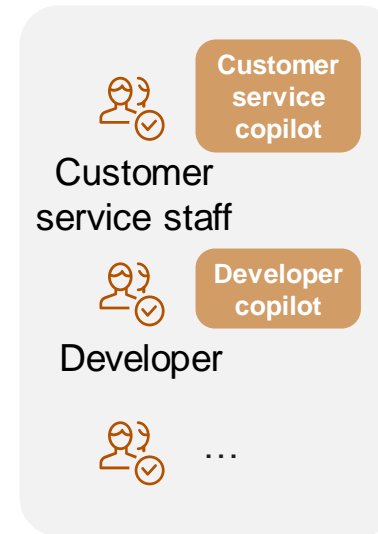 Customer
service
copilot
Customer
service staff
Developer
copilot
Developer
…